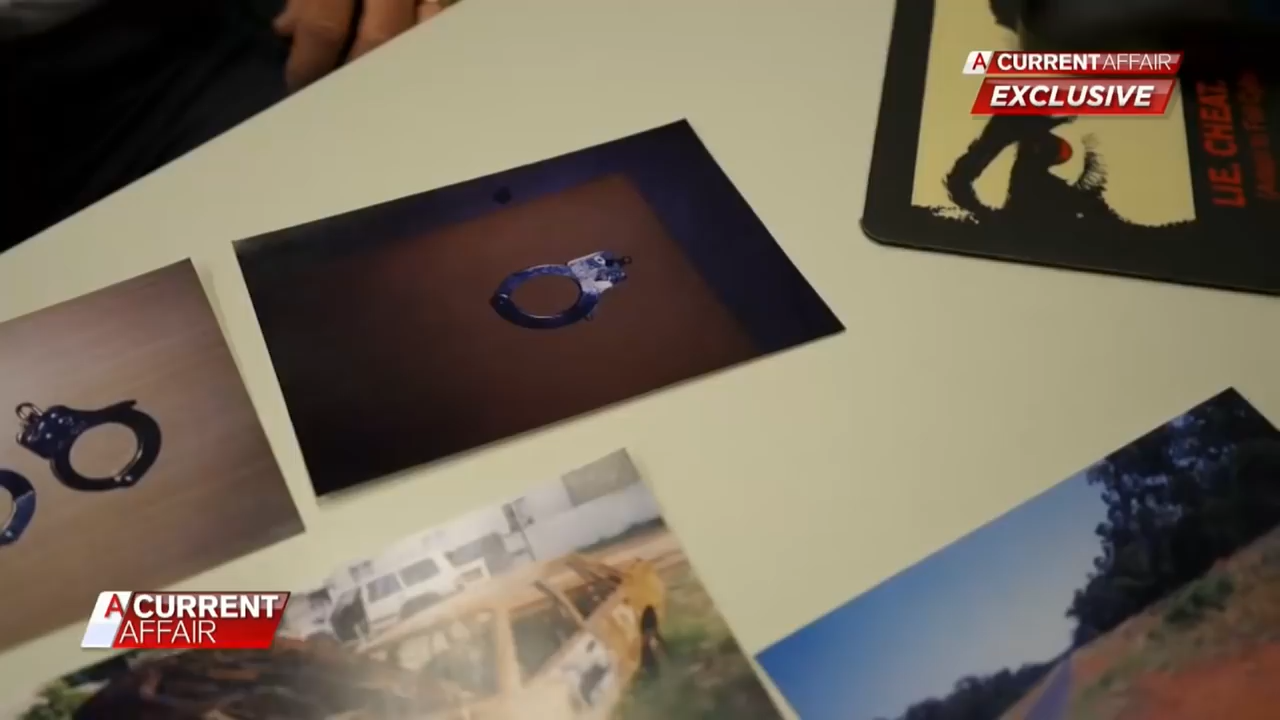 A CURRENT AFFAIR
EXCLUSIVE
LIE. CHEAT.
A CURRENT
AFFAIR